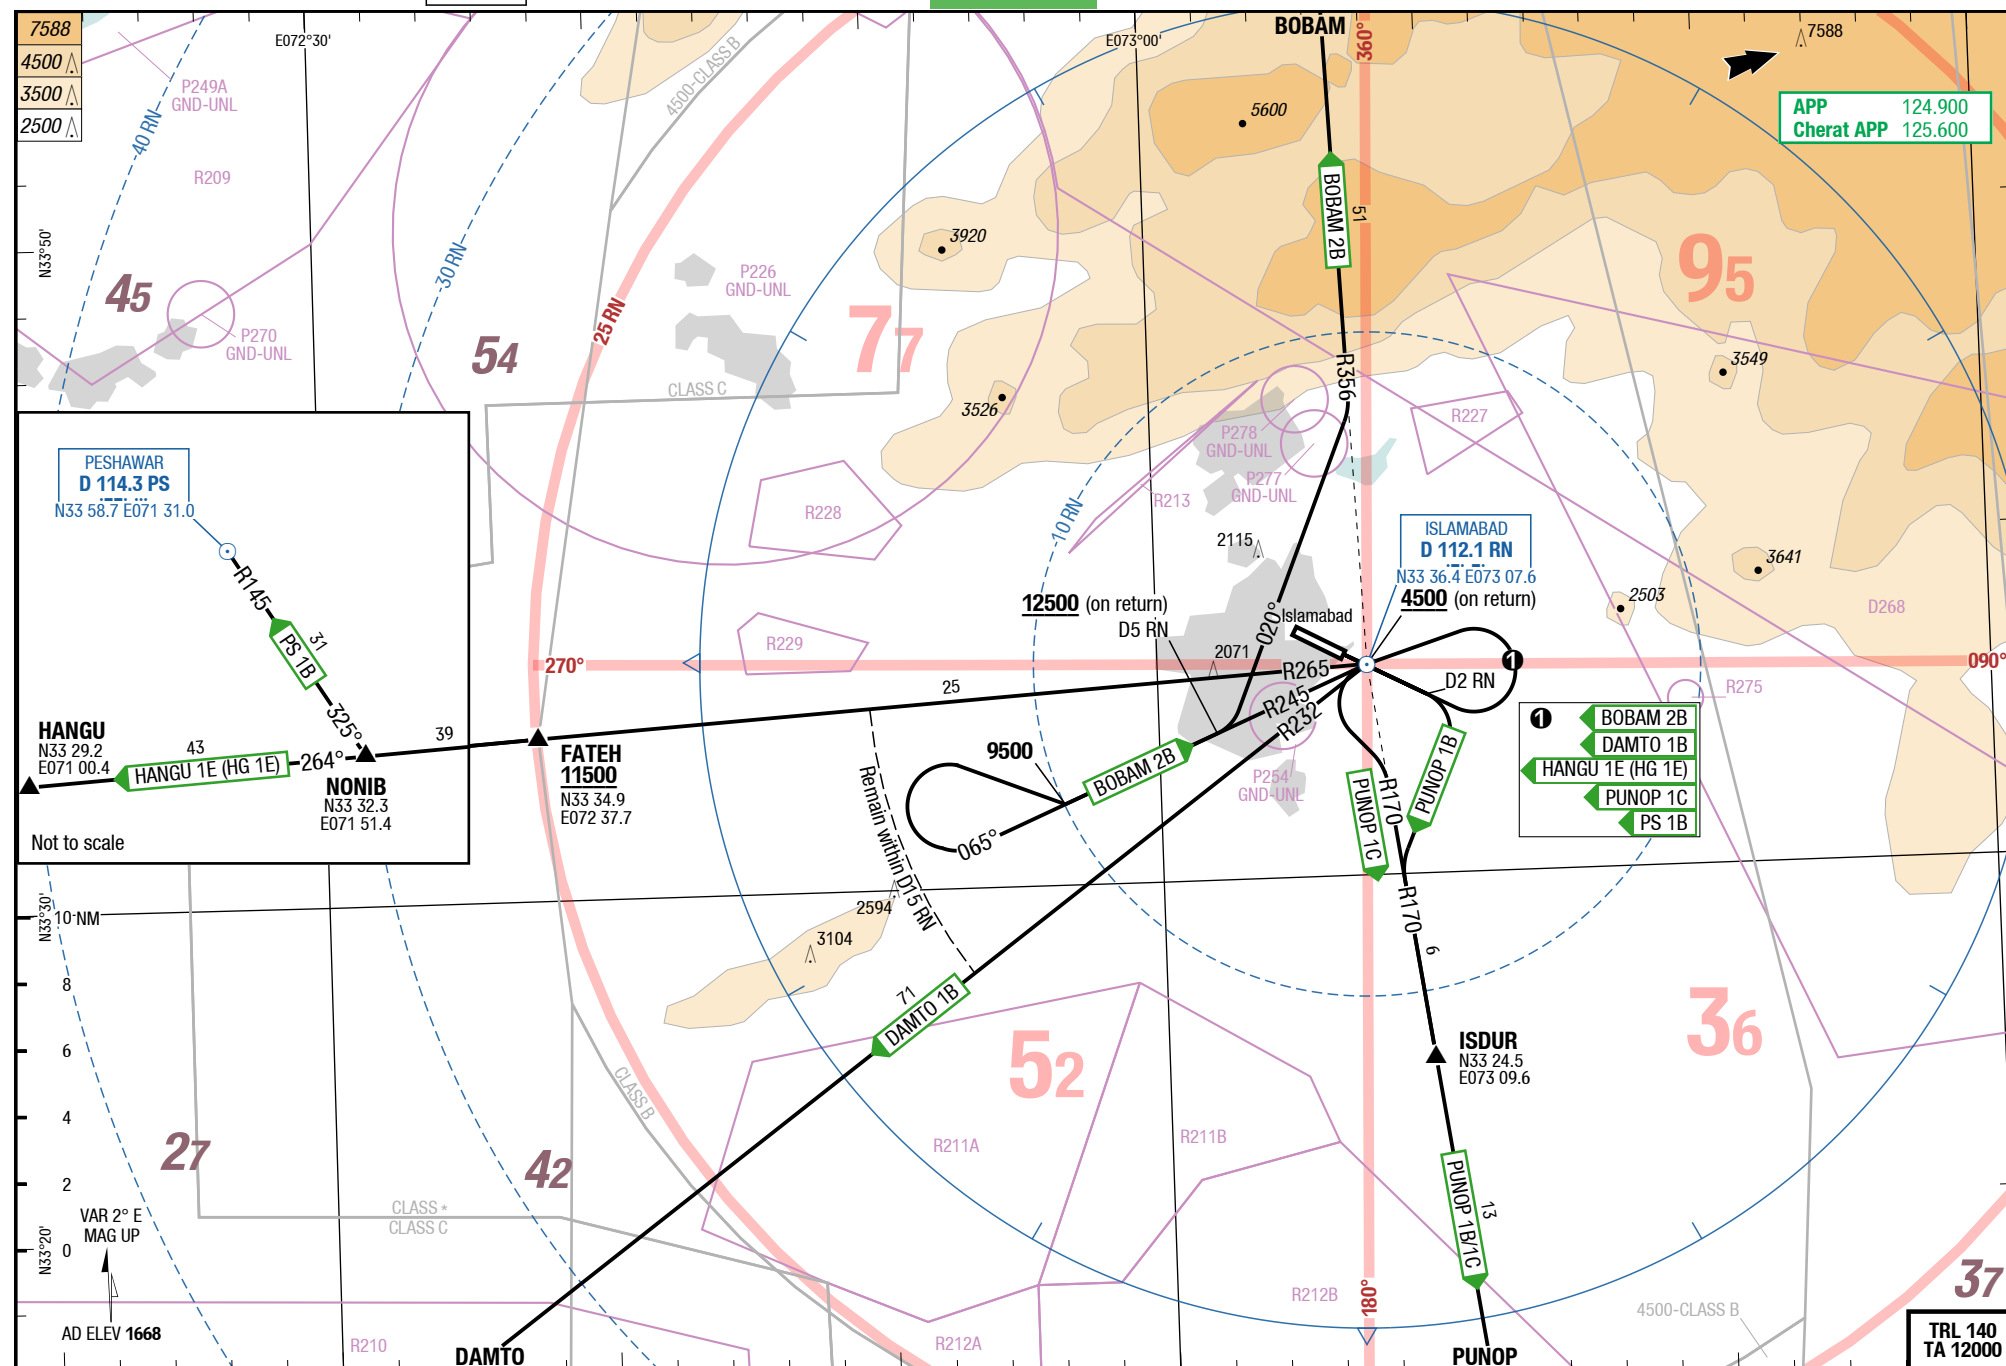 7588
4500
3500
2500
E072°30'
E073°00'
BOBAM
360°
7588
APP 124.900
Cherat APP 125.600
P249A
GND-UNL
40 RN
R209
4500-CLASS B
5600
BOBAM 2B
51
N33°50'
30 RN
3920
P226
GND-UNL
25 RN
45
77
95
P270
GND-UNL
54
CLASS C
3526
R356
3549
R227
P278
GND-UNL
P277
GND-UNL
R213
10 RN
R228
PESHAWAR
D 114.3 PS
N33 58.7 E071 31.0
R145
31
PS 1B
325°
2115
ISLAMABAD
D 112.1 RN
N33 36.4 E073 07.6
4500 (on return)
3641
2503
D268
12500 (on return)
D5 RN
020°
Islamabad
R229
270°
2071
R265
1
090°
D2 RN
R275
25
R245
R232
HANGU
N33 29.2
E071 00.4
43
HANGU 1E (HG 1E)
264°
39
NONIB
N33 32.3
E071 51.4
Not to scale
FATEH
11500
N33 34.9
E072 37.7
9500
BOBAM 2B
065°
Remain within D15 RN
P254
GND-UNL
PUNOP 1C
R170
PUNOP 1B
1
BOBAM 2B
DAMTO 1B
HANGU 1E (HG 1E)
PUNOP 1C
PS 1B
N33°30'
10 NM
8
6
4
2
0
2594
3104
R170
6
71
DAMTO 1B
52
36
ISDUR
N33 24.5
E073 09.6
CLASS B
27
42
R211A
R211B
PUNOP 1B/1C
13
CLASS *
CLASS C
VAR 2° E
MAG UP
N33°20'
AD ELEV 1668
R210
DAMTO
R212A
R212B
180°
PUNOP
4500-CLASS B
37
TRL 140
TA 12000